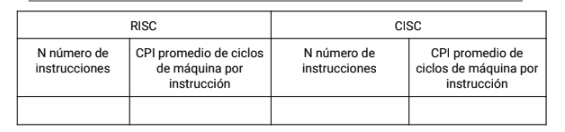 RISC
CISC
N número de
instrucciones
CPI promedio de ciclos
de máquina por
instrucción
N número de
instrucciones
CPI promedio de
ciclos de máquina por
instrucción